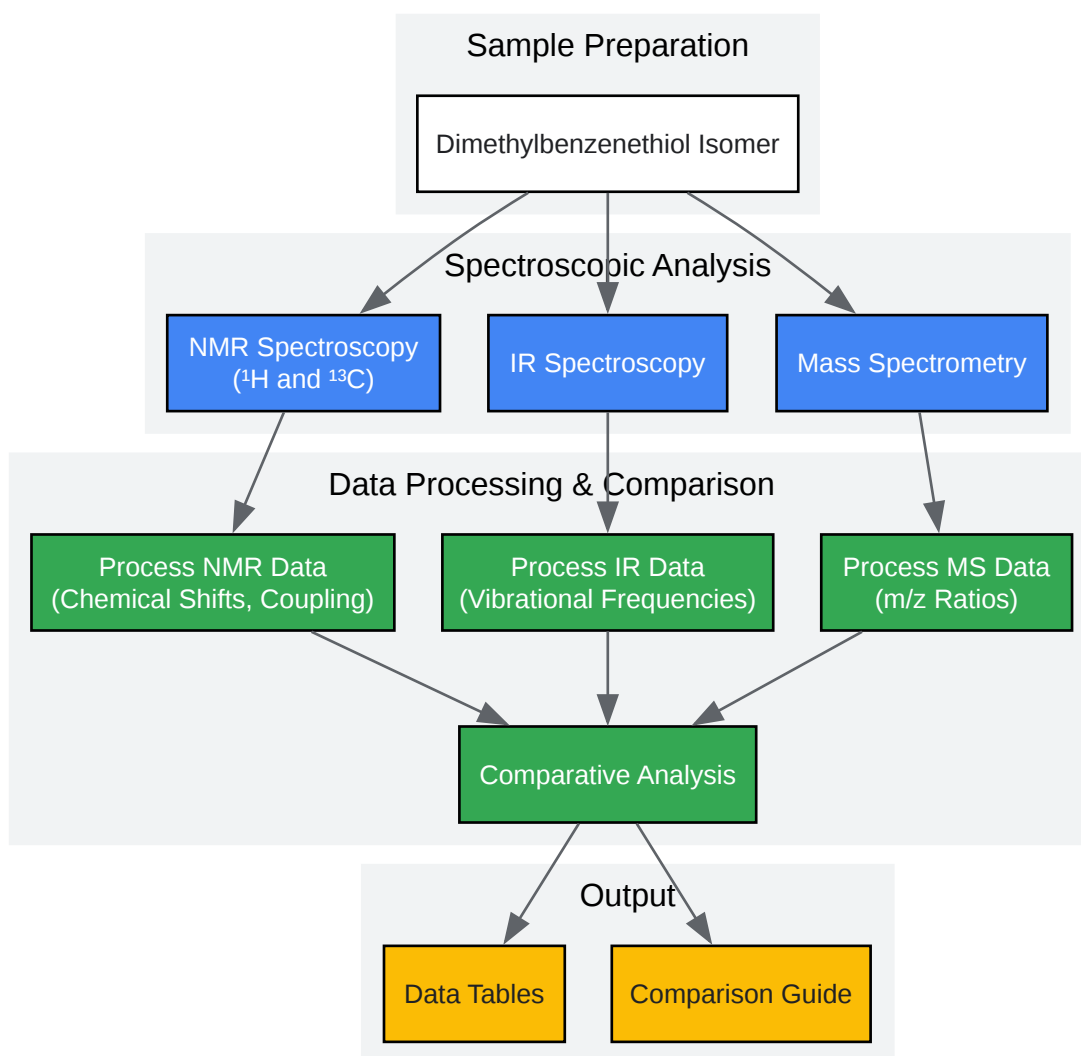 Sample Preparation
Dimethylbenzenethiol Isomer
Spectroscopic Analysis
NMR Spectroscopy
(¹H and ¹³C)
IR Spectroscopy
Mass Spectrometry
Data Processing & Comparison
Process NMR Data
(Chemical Shifts, Coupling)
Process IR Data
(Vibrational Frequencies)
Process MS Data
(m/z Ratios)
Comparative Analysis
Output
Data Tables
Comparison Guide